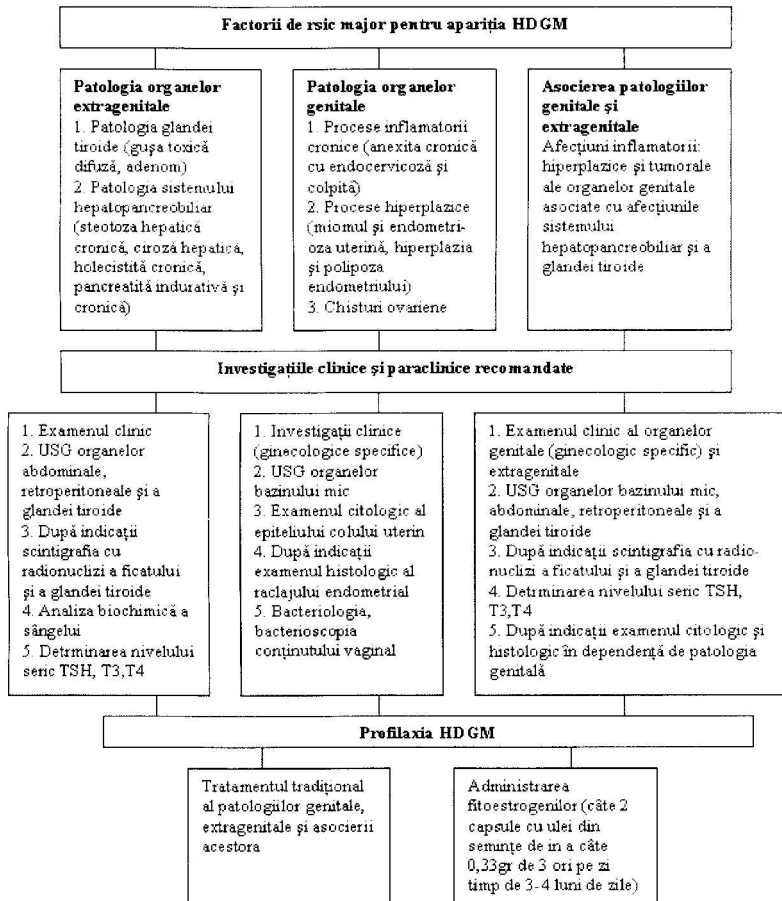 Factorii de rsic major pentru apariția HDGM
Patologia organelor
extragenitale
1. Patologia glandei
tiroide (gușa toxică
difuză, adenom)
2. Patologia sistemului
hepatopancreobiliar
(steotoza hepatică
cronică, ciroză hepatică,
holecistită cronică,
pancreatită indurativă și
cronică)
Patologia organelor
genitale
1. Procese inflamatorii
cronice (anexita cronică
cu endocervicoză și
colpită)
2. Procese hiperplazice
(miomul și endometri-
oza uterină, hiperplazia
și polipoza
endometriului)
3. Chisturi ovariene
Asocierea patologiilor
genitale și
extragenitale
Afecțiuni inflamatorii:
hiperplazice și tumorale
ale organelor genitale
asociate cu afecțiunile
sistemului
hepatopancreobiliar și a
glandei tiroide
Investigațiile clinice și paraclinice recomandate
1. Examenul clinic
2. USG organelor
abdominale,
retroperitoneale și a
glandei tiroide
3. După indicații
scintigrafia cu
radionuclizi a ficatului
și a glandei tiroide
4. Analiza biochimică a
sângelui
5. Detrminarea nivelului
seric TSH, T3,T4
1. Investigații clinice
(ginecologice specifice)
2. USG organelor
bazinului mic
3. Examenul citologic al
epiteliului colului uterin
4. După indicații
examenul histologic al
raclajului endometrial
5. Bacteriologia,
bacterioscopia
conținutului vaginal
1. Examenul clinic al organelor
genitale (ginecologic specific) și
extragenitale
2. USG organelor bazinului mic,
abdominale, retroperitoneale și a
glandei tiroide
3. După indicații scintigrafia cu radio-
nuclizi a ficatului și a glandei tiroide
4. Detrminarea nivelului seric TSH,
T3,T4
5. După indicații examenul citologic și
histologic în dependență de patologia
genitală
Profilaxia HDGM
Tratamentul tradițional
al patologiilor genitale,
extragenitale și asocierii
acestora
Administrarea
fitoestrogenilor (câte 2
capsule cu ulei din
semințe de in a câte
0,33gr de 3 ori pe zi
timp de 3-4 luni de zile)